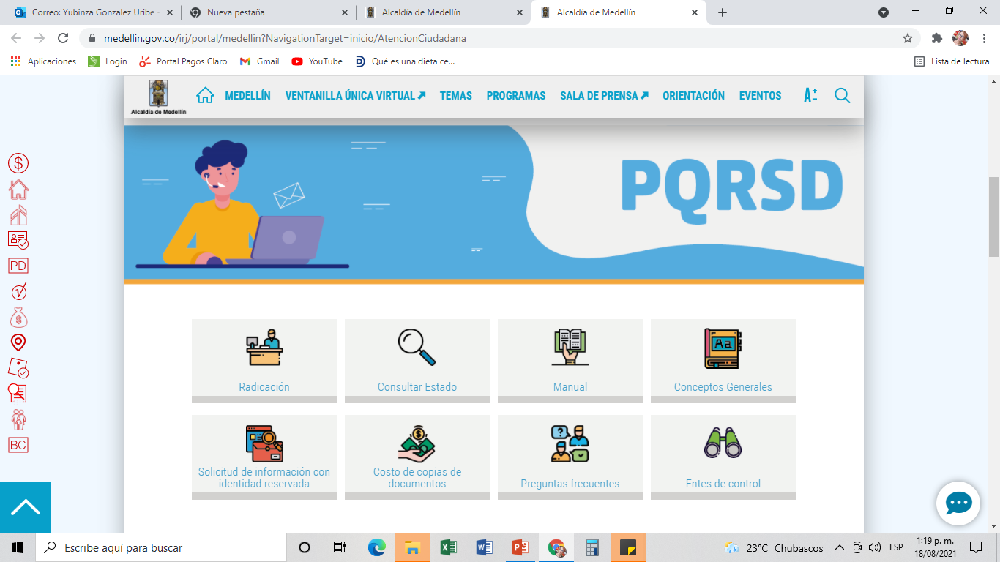 Correo: Yubinza Gonzalez Uribe -
Nueva pestaña
Alcaldía de Medellín
Alcaldía de Medellín
medellin.gov.co/irj/portal/medellin?NavigationTarget=inicio/AtencionCiudadana
Aplicaciones
Login
Portal Pagos Claro
Gmail
YouTube
Qué es una dieta ce...
Lista de lectura
Alcaldía de Medellín
MEDELLÍN
VENTANILLA ÚNICA VIRTUAL
TEMAS
PROGRAMAS
SALA DE PRENSA
ORIENTACIÓN
EVENTOS
A+-
PQRSD
$
PD
BC
Radicación
Consultar Estado
Manual
Aa
Conceptos Generales
Solicitud de información con
identidad reservada
Costo de copias de
documentos
Preguntas frecuentes
Entes de control
Escribe aquí para buscar
23°C Chubascos
ESP
1:19 p. m.
18/08/2021